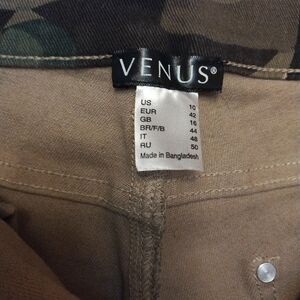 VENUS®
US 10
EUR 42
GB 16
BR/F/B 44
IT 48
RU 50
Made in Bangladesh